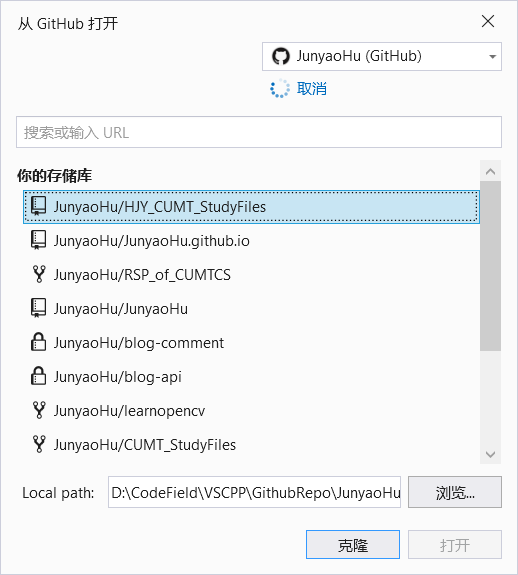 从 GitHub 打开
JunyaoHu (GitHub)
取消
搜索或输入 URL
你的存储库
JunyaoHu/HJY_CUMT_StudyFiles
JunyaoHu/JunyaoHu.github.io
JunyaoHu/RSP_of_CUMTCS
JunyaoHu/JunyaoHu
JunyaoHu/blog-comment
JunyaoHu/blog-api
JunyaoHu/learnopencv
JunyaoHu/CUMT_StudyFiles
Local path: D:\CodeField\VSCPP\GithubRepo\JunyaoHu 浏览...
克隆 打开